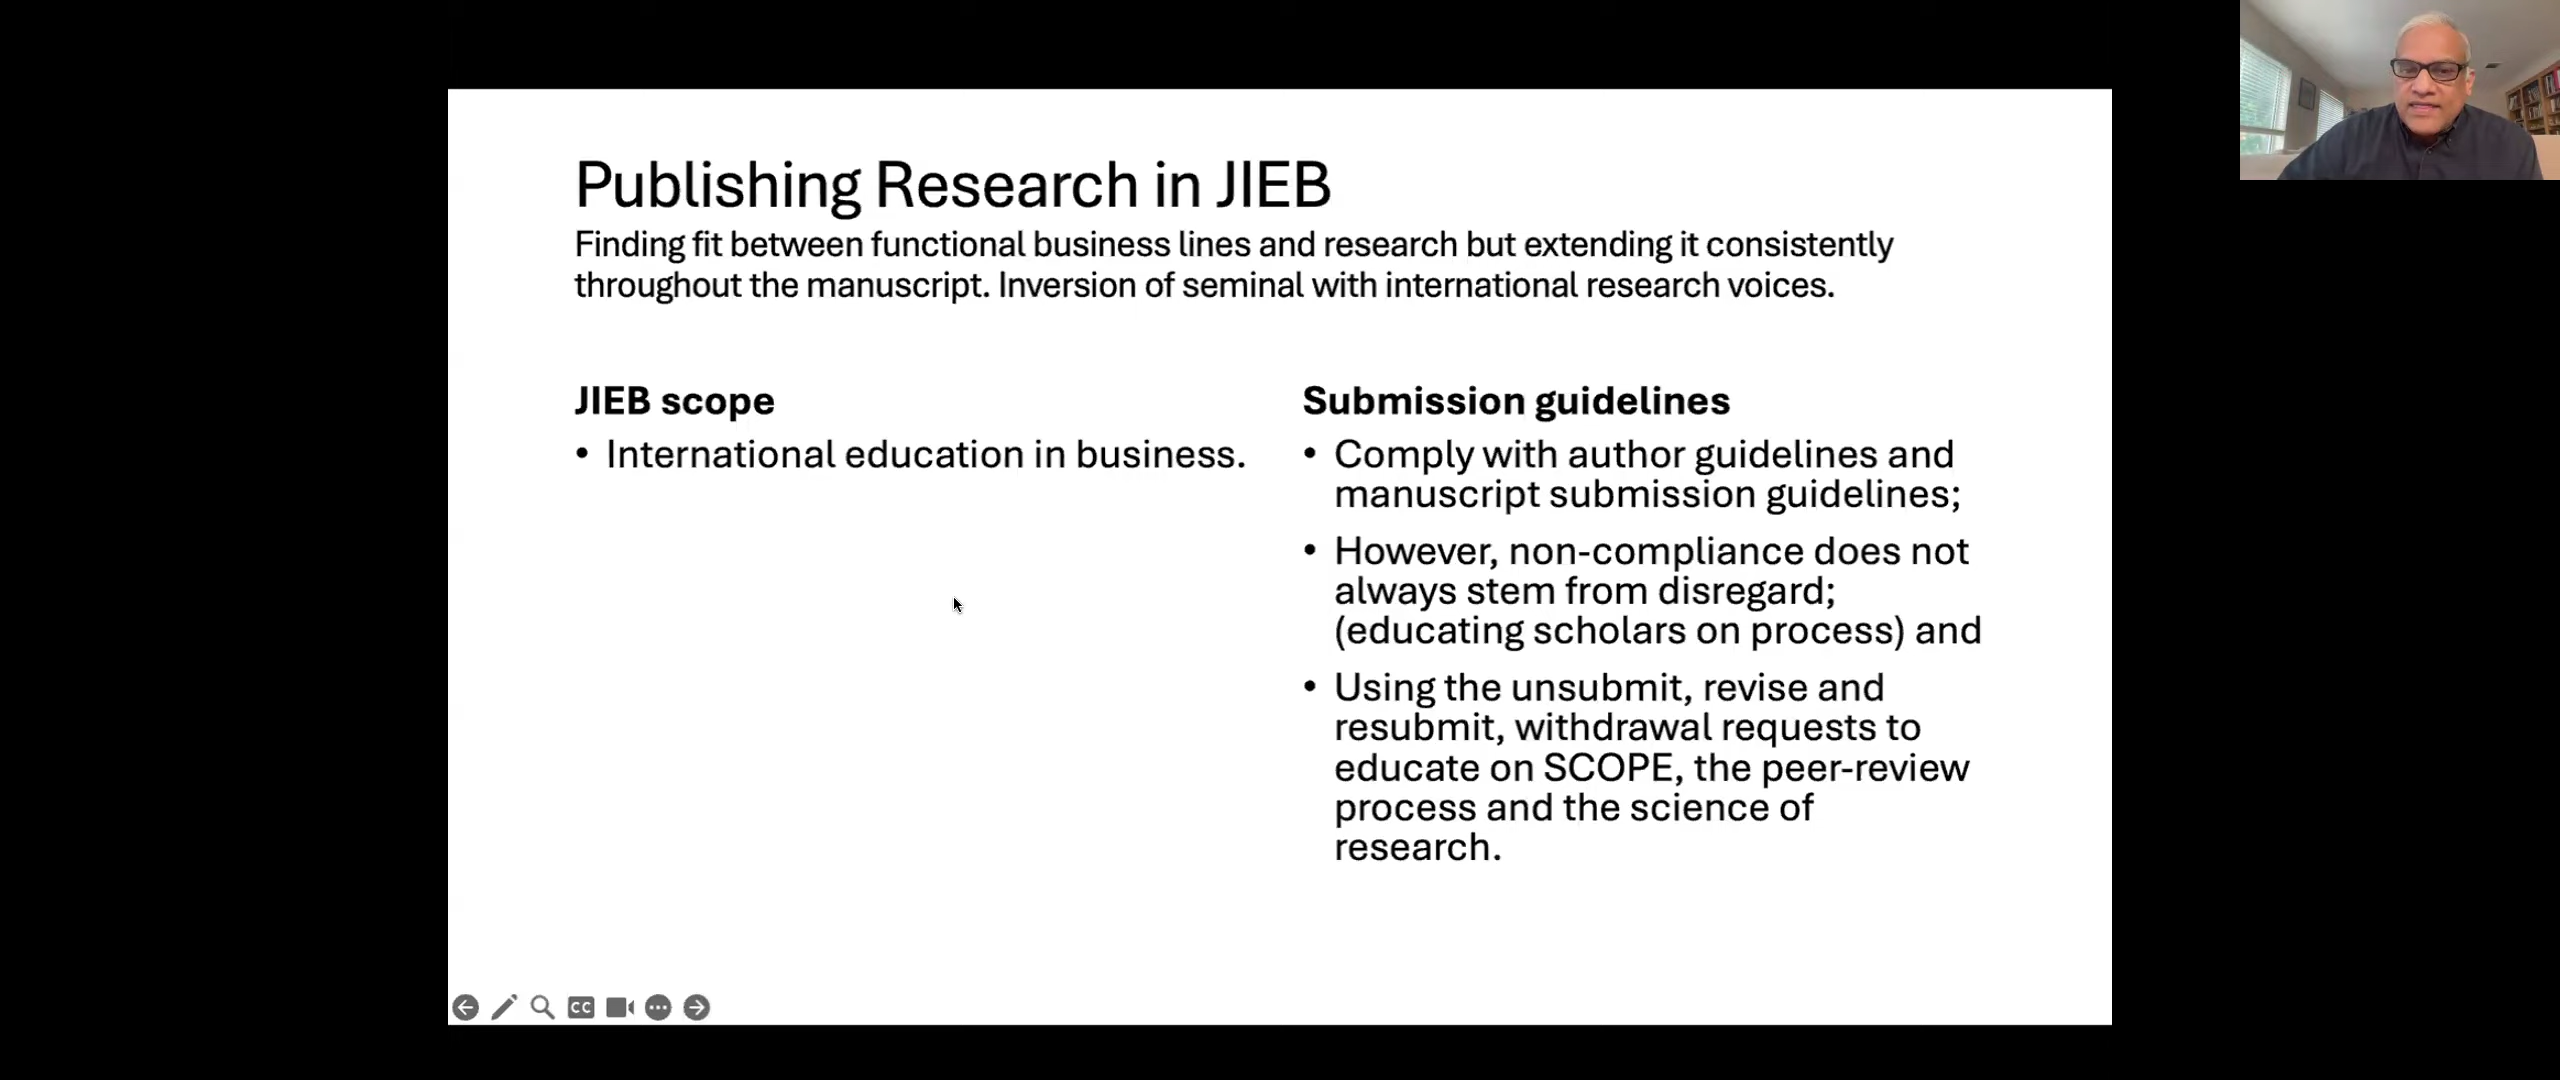 Publishing Research in JIEB
Finding fit between functional business lines and research but extending it consistently
throughout the manuscript. Inversion of seminal with international research voices.
JIEB scope
• International education in business.
Submission guidelines
• Comply with author guidelines and
manuscript submission guidelines;
• However, non-compliance does not
always stem from disregard;
(educating scholars on process) and
• Using the unsubmit, revise and
resubmit, withdrawal requests to
educate on SCOPE, the peer-review
process and the science of
research.
CC